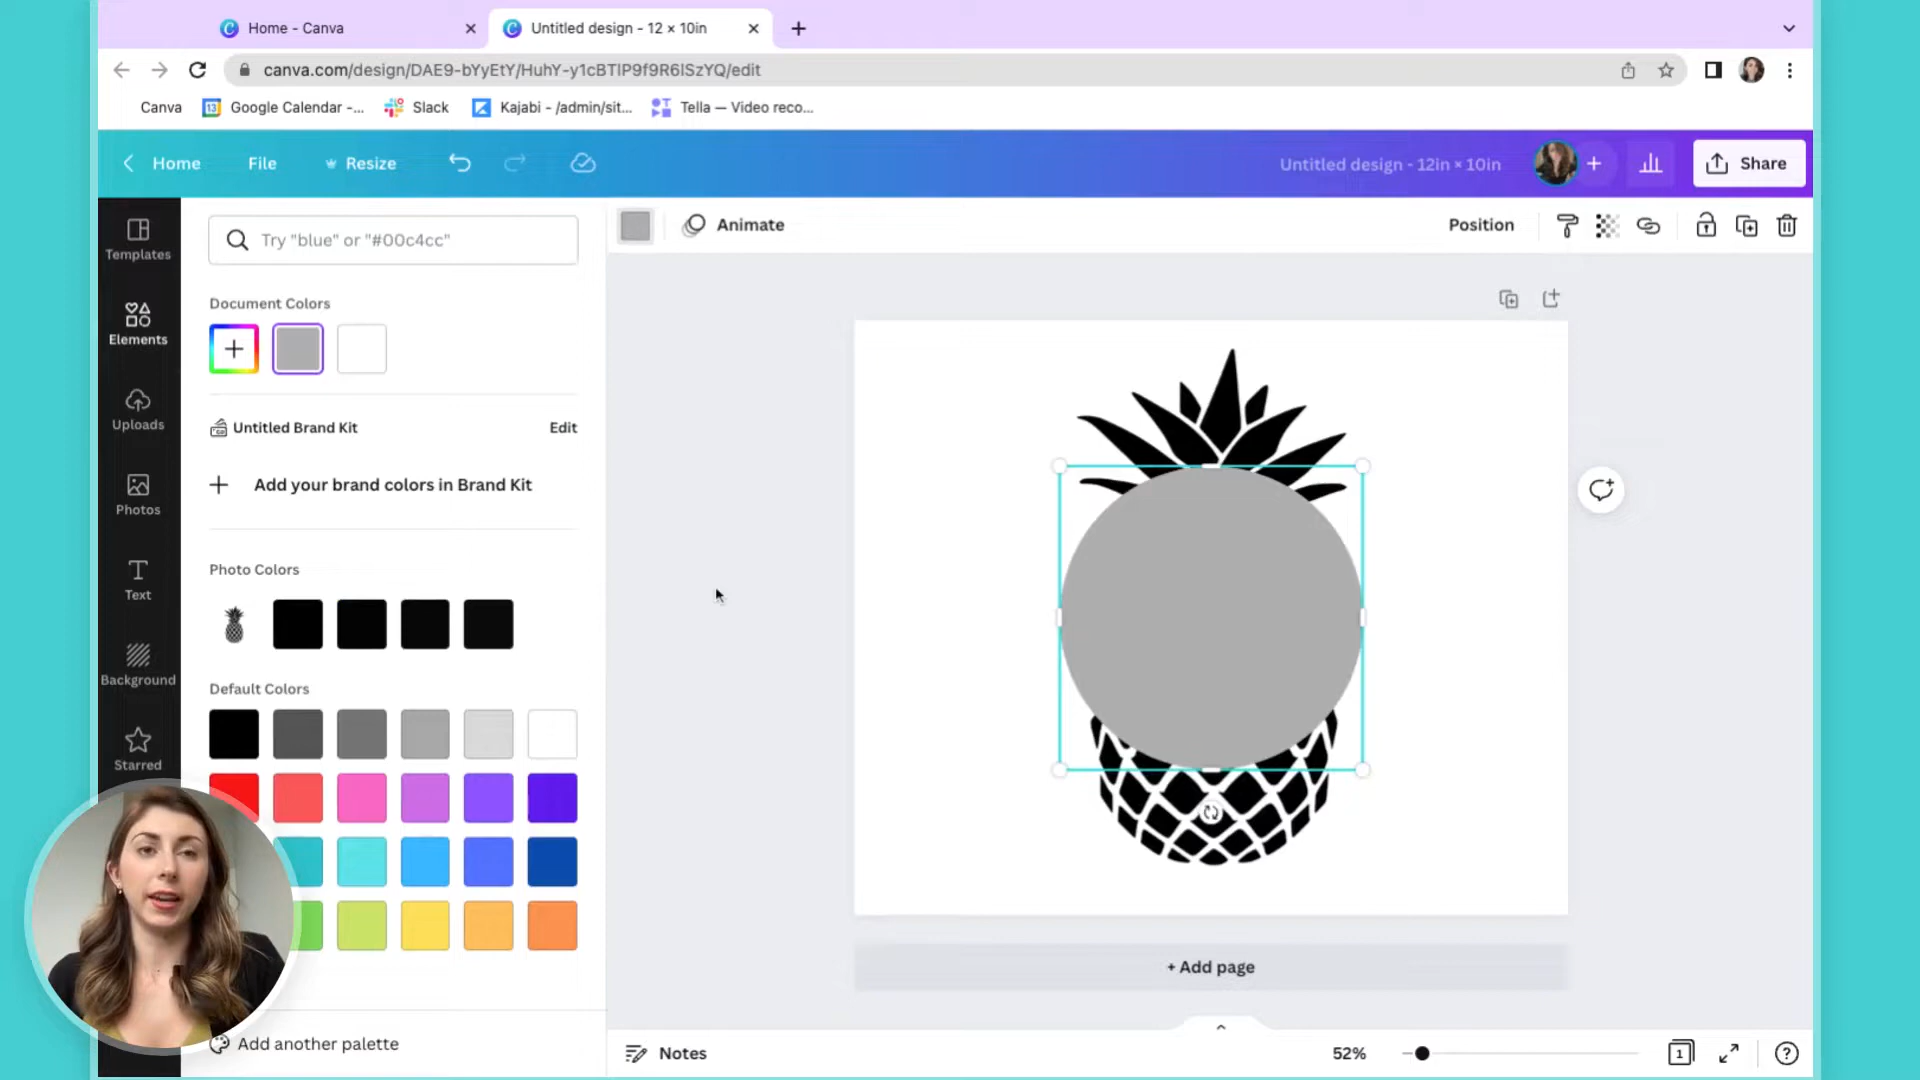 Home - Canva
Untitled design - 12 × 10in
canva.com/design/DAE9-bYyEtY/HuhY-y1cBTlP9f9R6lSzYQ/edit
Canva
13 Google Calendar -...
Slack
Kajabi - /admin/sit...
Tella — Video reco...
Home
File
Resize
Untitled design - 12in × 10in
Share
Templates
Elements
Uploads
Photos
Text
Background
Starred
Try "blue" or "#00c4cc"
Document Colors
Untitled Brand Kit
Edit
Add your brand colors in Brand Kit
Photo Colors
Default Colors
Add another palette
Animate
Position
+ Add page
Notes
52%
1